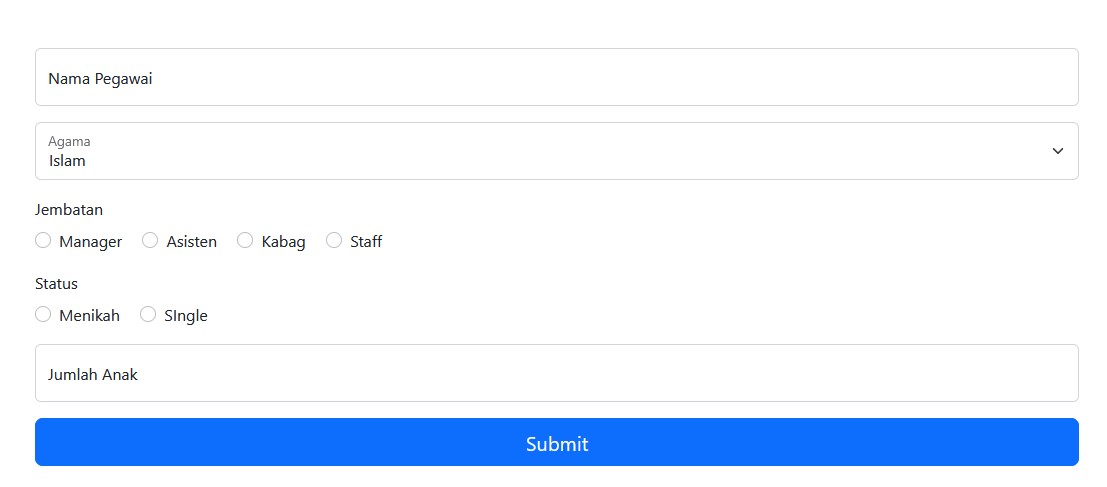 Nama Pegawai
Agama
Islam
Jembatan
Manager Asisten Kabag Staff
Status
Menikah SIngle
Jumlah Anak
Submit